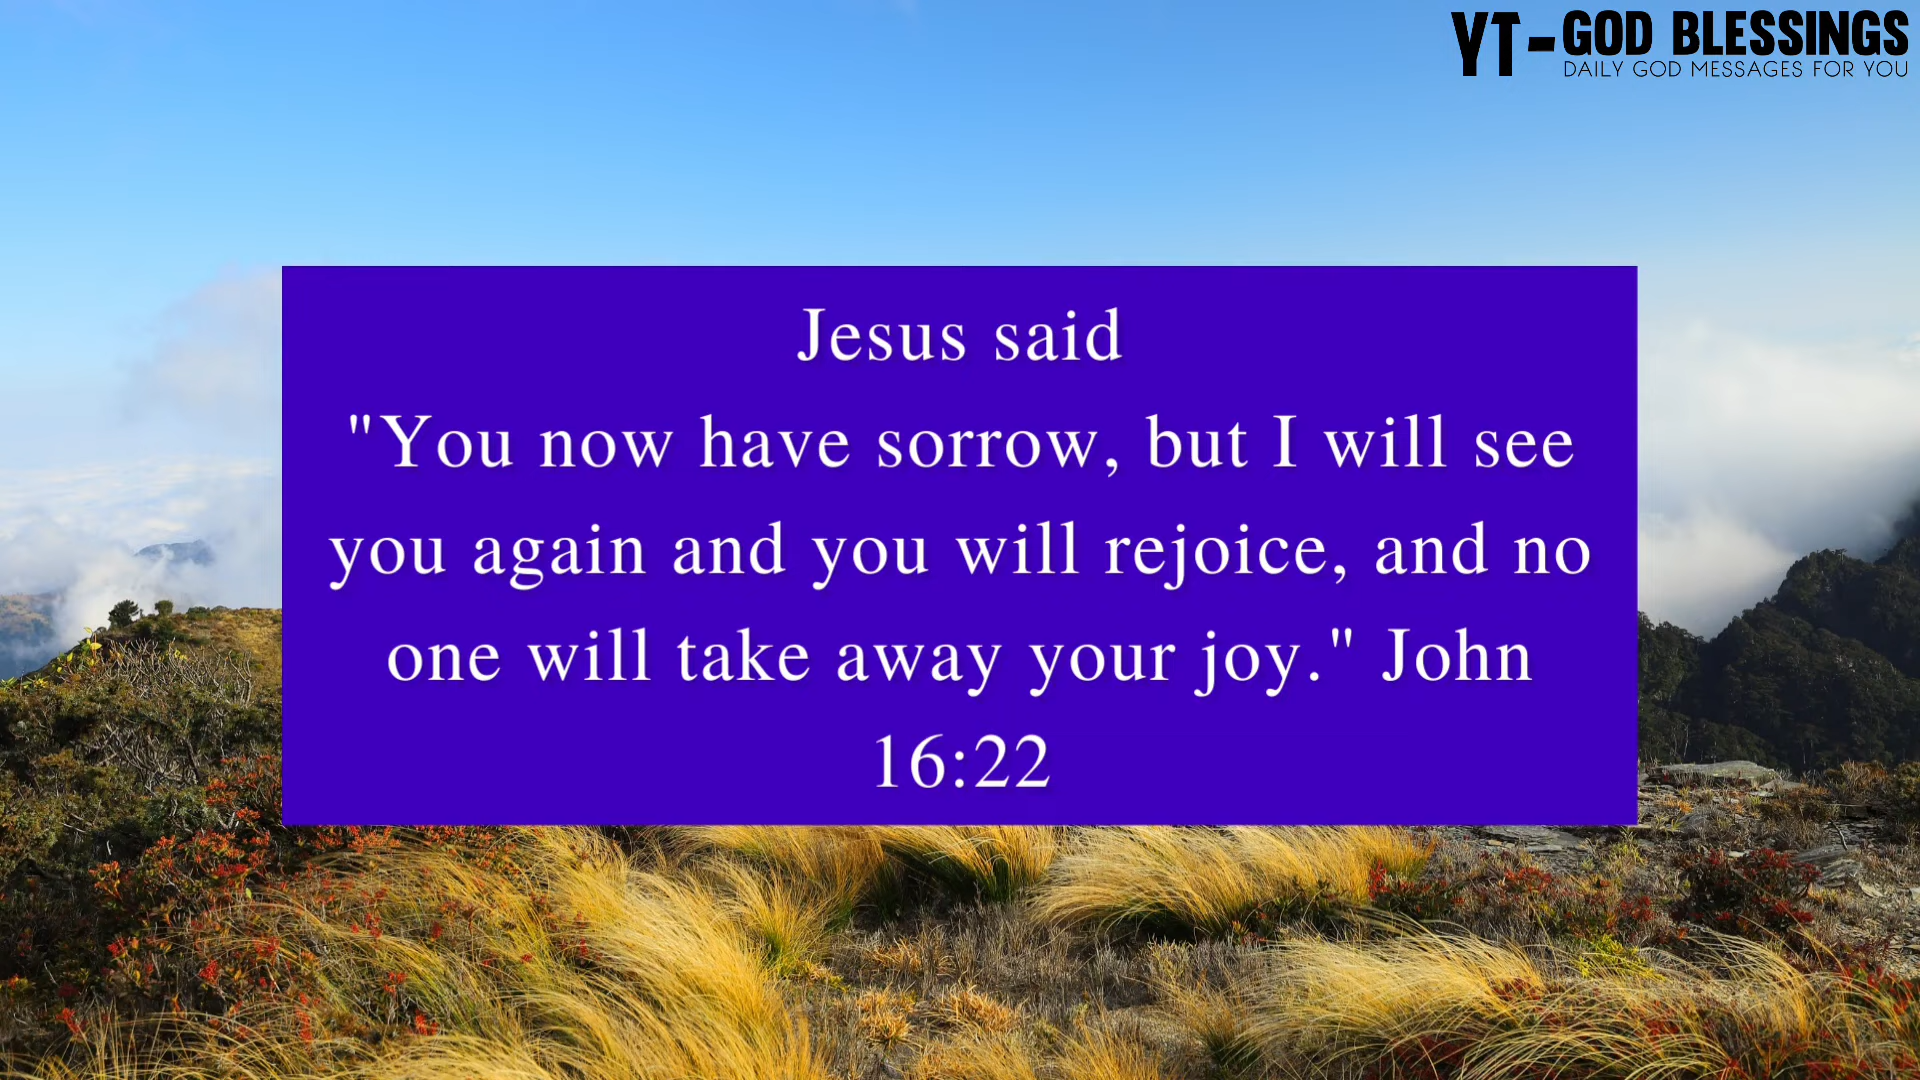 YT-GOD BLESSINGS
DAILY GOD MESSAGES FOR YOU
Jesus said
"You now have sorrow, but I will see
you again and you will rejoice, and no
one will take away your joy." John
16:22